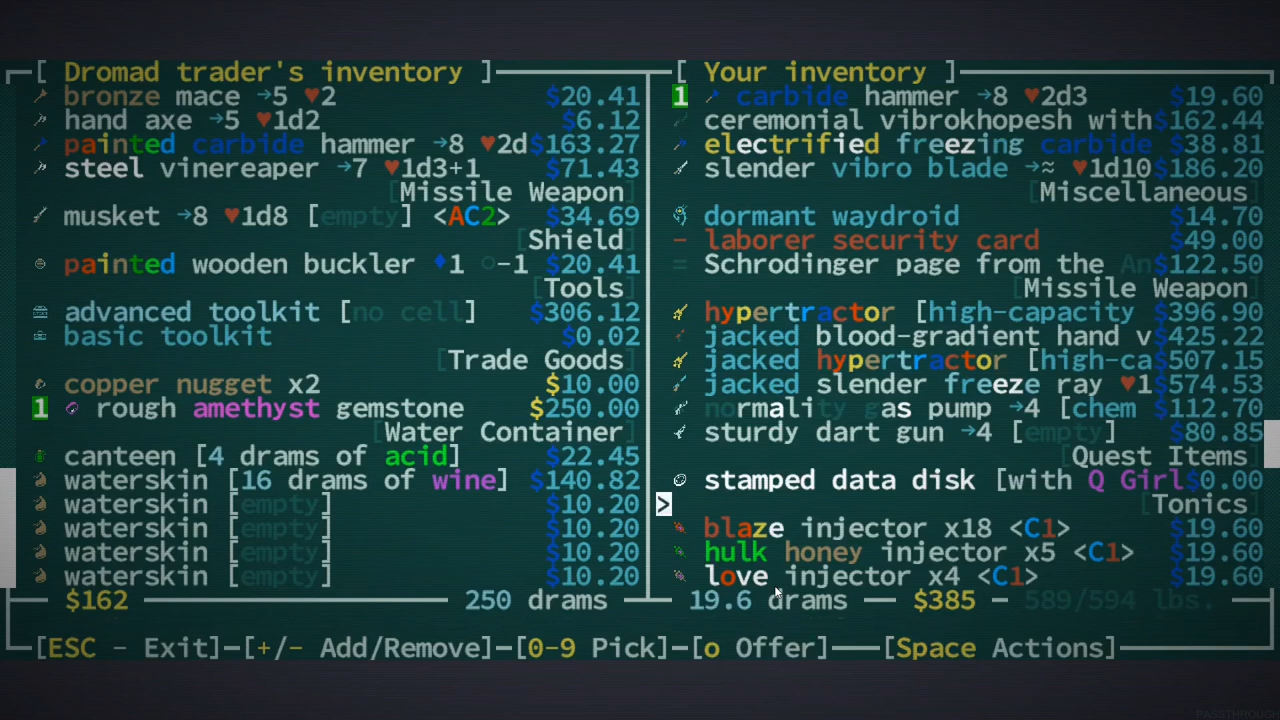 [ Dromad trader's inventory ]
bronze mace →5 ♥2 $20.41
hand axe →5 ♥1d2 $6.12
painted carbide hammer →8 ♥2d$163.27
steel vinereaper →7 ♥1d3+1 $71.43
[Missile Weapon]
musket →8 ♥1d8 [empty] <AC2> $34.69
[Shield]
painted wooden buckler ♦1 ○-1 $20.41
[Tools]
advanced toolkit [no cell] $306.12
basic toolkit $0.02
[Trade Goods]
copper nugget x2 $10.00
1 rough amethyst gemstone $250.00
[Water Container]
canteen [4 drams of acid] $22.45
waterskin [16 drams of wine] $140.82
waterskin [empty] $10.20
waterskin [empty] $10.20
waterskin [empty] $10.20
waterskin [empty] $10.20
$162 250 drams
[ Your inventory ]
1 carbide hammer →8 ♥2d3 $19.60
ceremonial vibrokhopesh with$162.44
electrified freezing carbide $38.81
slender vibro blade →≈ ♥1d10$186.20
[Miscellaneous]
dormant waydroid $14.70
laborer security card $49.00
Schrodinger page from the An$122.50
[Missile Weapon]
hypertractor [high-capacity $396.90
jacked blood-gradient hand v$425.22
jacked hypertractor [high-ca$507.15
jacked slender freeze ray ♥1$574.53
normality gas pump →4 [chem $112.70
sturdy dart gun →4 [empty] $80.85
[Quest Items]
stamped data disk [with Q Girl$0.00
> [Tonics]
blaze injector x18 <C1> $19.60
hulk honey injector x5 <C1> $19.60
love injector x4 <C1> $19.60
19.6 drams $385 589/594 lbs.
[ESC - Exit] [+/- Add/Remove] [0-9 Pick] [o Offer] [Space Actions]